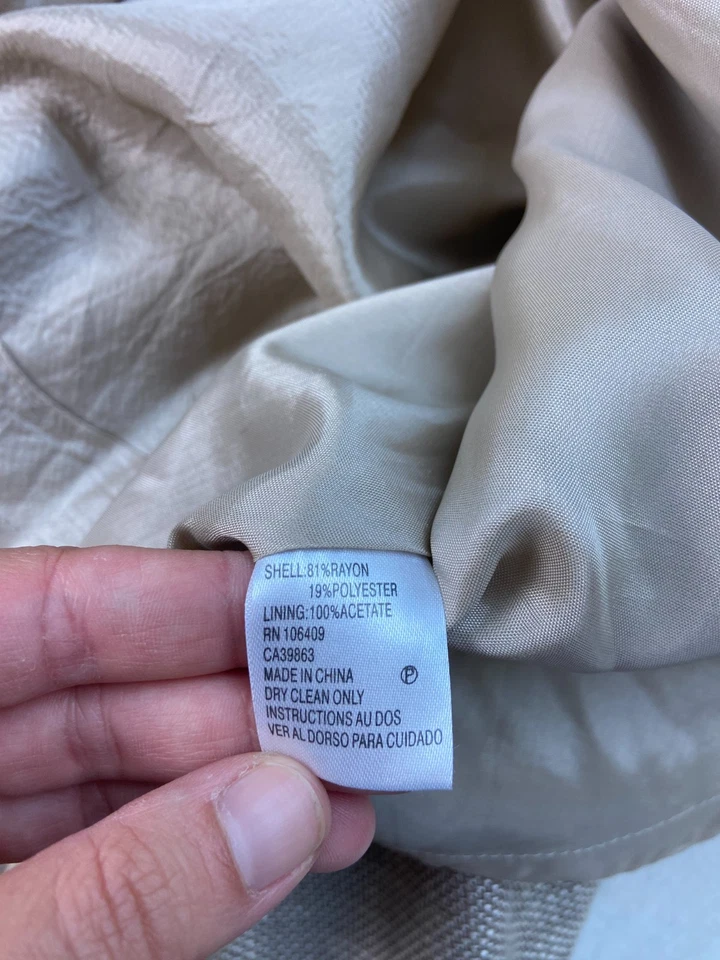 SHELL:81%RAYON
19%POLYESTER
LINING:100%ACETATE
RN 106409
CA39863
MADE IN CHINA Ⓟ
DRY CLEAN ONLY
INSTRUCTIONS AU DOS
VER AL DORSO PARA CUIDADO